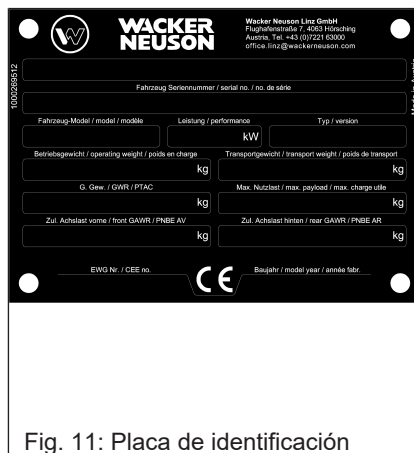 WACKER
NEUSON
Wacker Neuson Linz GmbH
Flughafenstraße 7, 4063 Hörsching
Austria, Tel. +43 (0)7221 63000
office.linz@wackerneuson.com
1000269512
Made in Austria
Fahrzeug Seriennummer / serial no. / no. de série
Fahrzeug-Model / model / modéle
Leistung / performance
Typ / version
kW
Betriebsgewicht / operating weight / poids en charge
Transportgewicht / transport weight / poids de transport
kg
kg
G. Gew. / GWR / PTAC
Max. Nutzlast / max. payload / max. charge utile
kg
kg
Zul. Achslast vorne / front GAWR / PNBE AV
Zul. Achslast hinten / rear GAWR / PNBE AR
kg
kg
EWG Nr. / CEE no.
CE
Baujahr / model year / année fabr.
Fig. 11: Placa de identificación